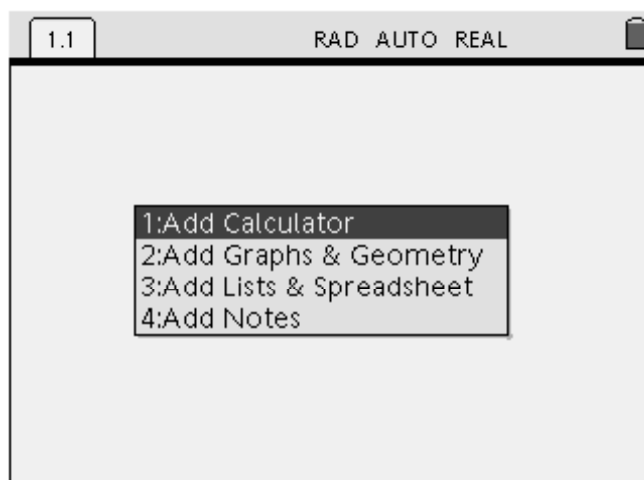 1.1 RAD AUTO REAL
1:Add Calculator
2:Add Graphs & Geometry
3:Add Lists & Spreadsheet
4:Add Notes